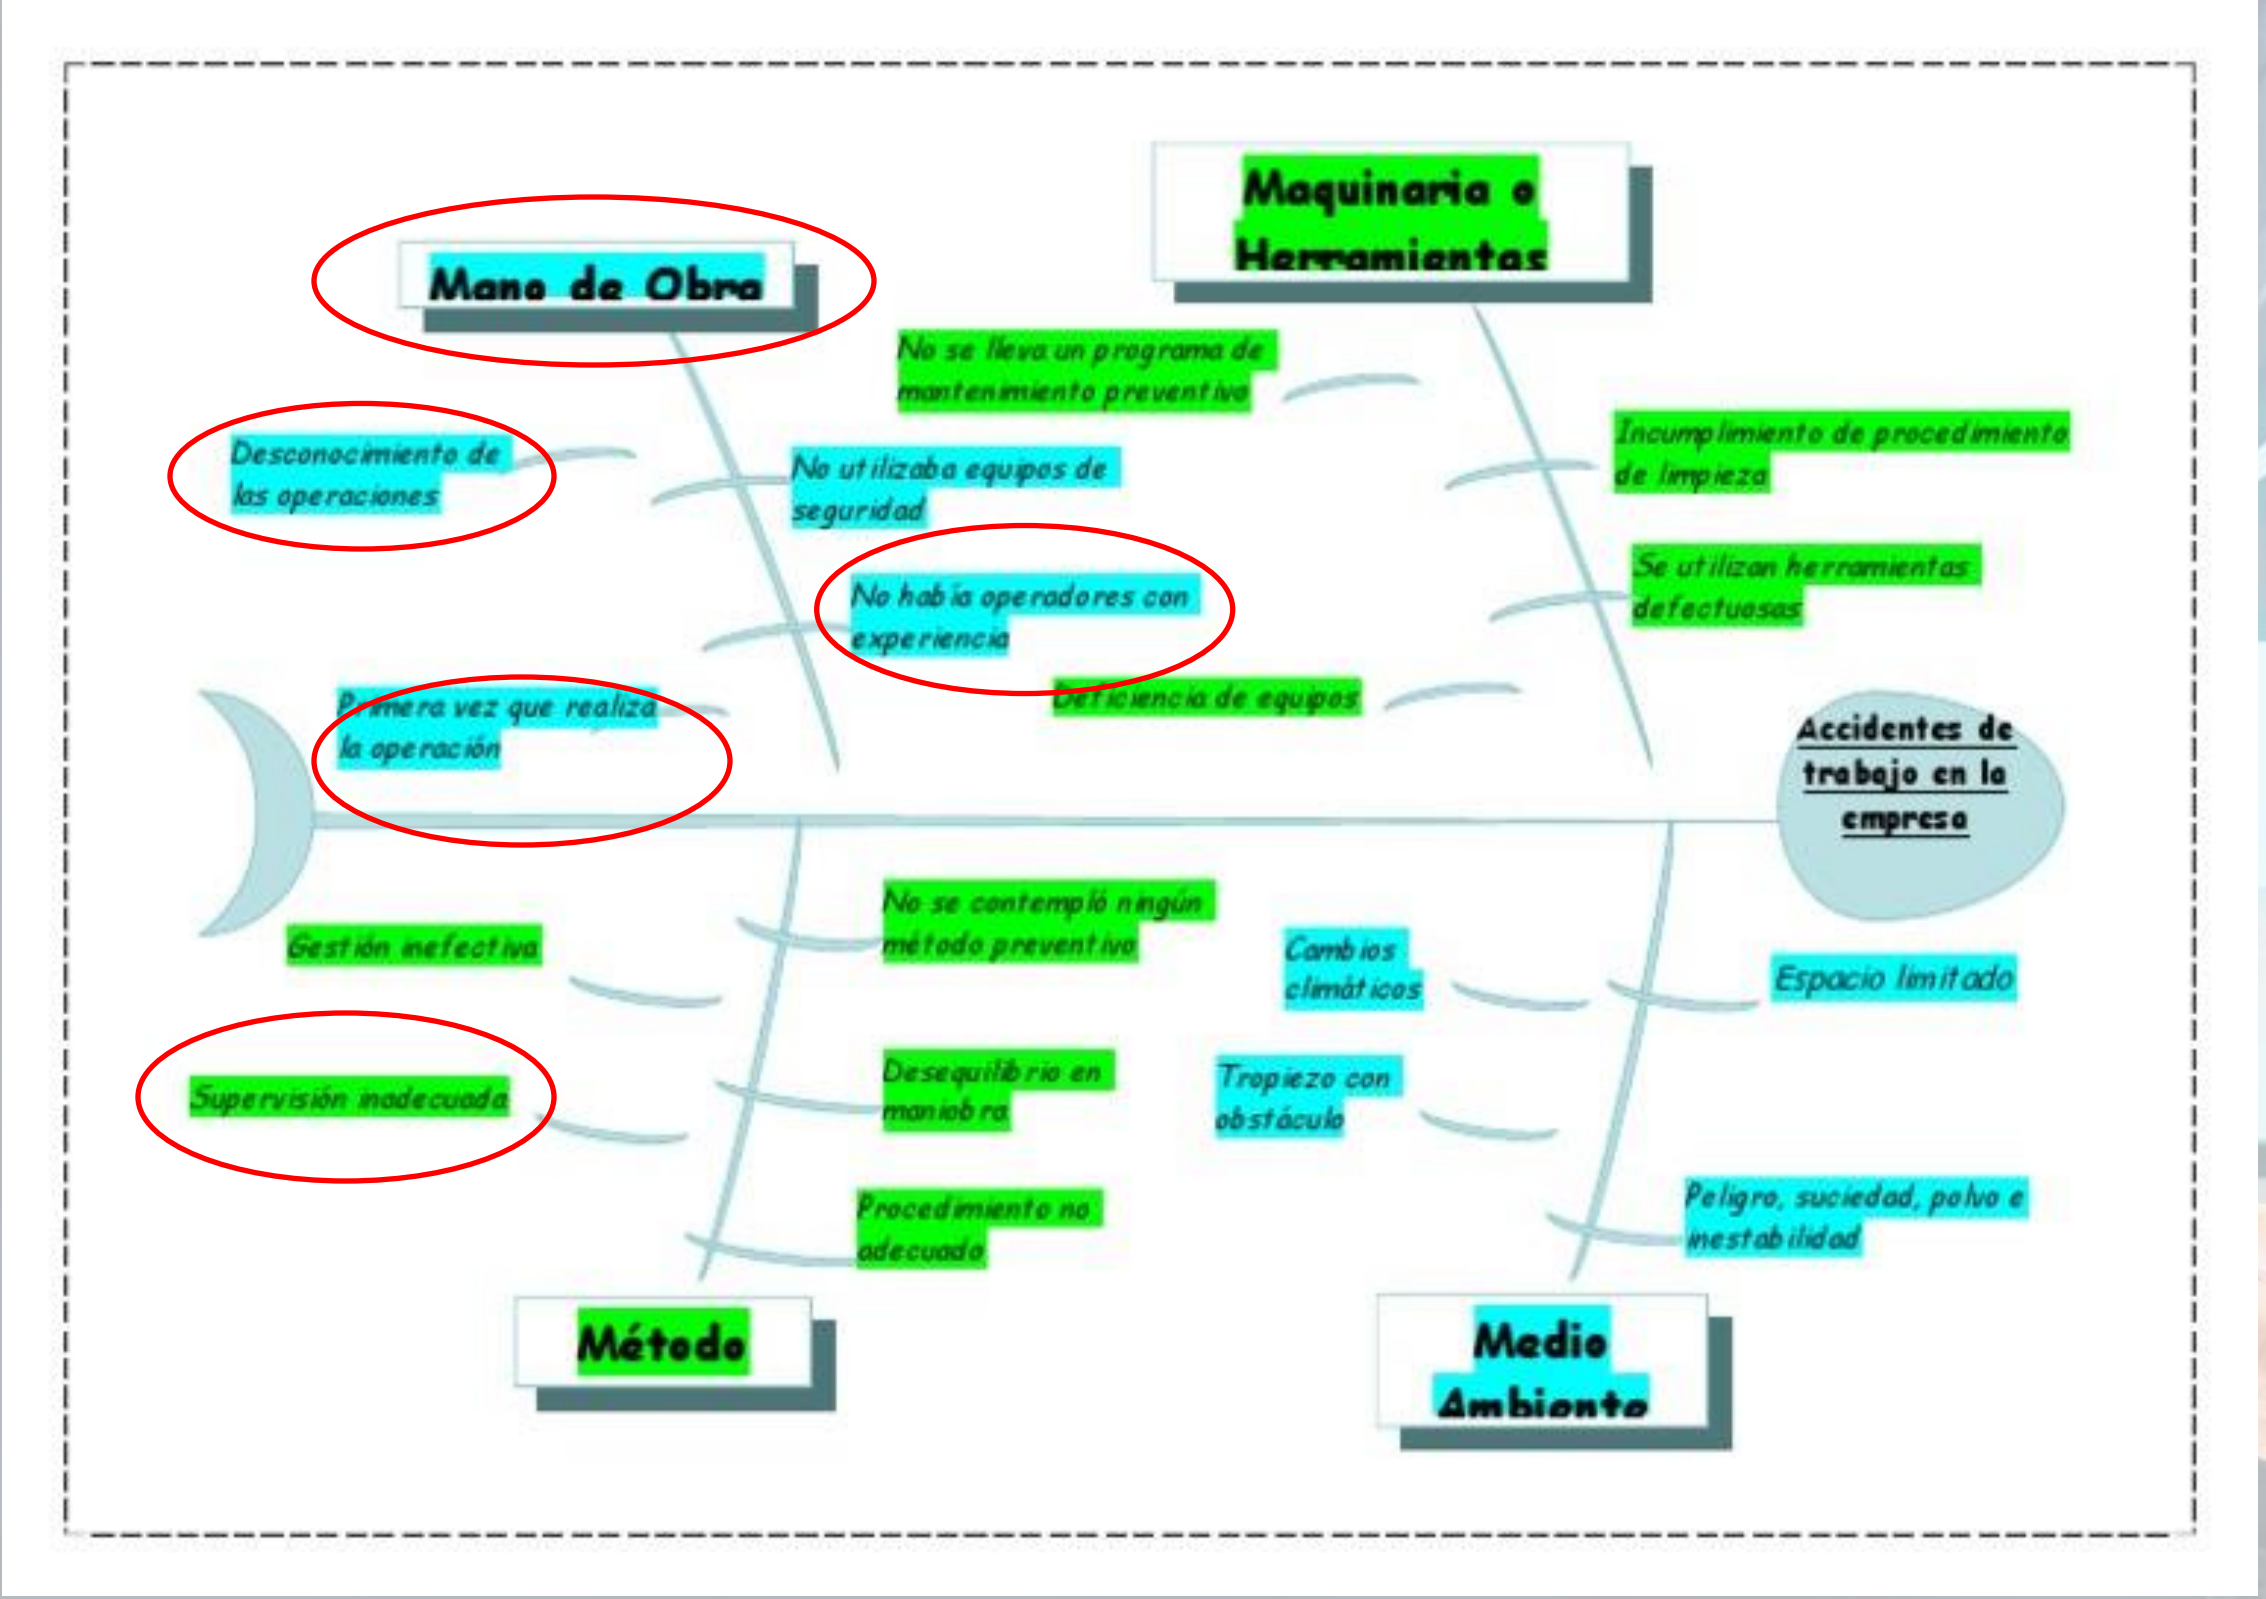 Maquinaria o
Herramientas
Mano de Obra
No se lleva un programa de
mantenimiento preventivo
Desconocimiento de
las operaciones
No utilizaba equipos de
seguridad
Incumplimiento de procedimiento
de limpieza
No había operadores con
experiencia
Se utilizan herramientas
defectuosas
Primera vez que realiza
la operación
Deficiencia de equipos
Accidentes de
trabajo en la
empresa
Gestión inefectiva
No se contempló ningún
método preventivo
Cambios
climáticos
Espacio limitado
Supervisión inadecuada
Desequilibrio en
maniobra
Tropiezo con
obstáculo
Procedimiento no
adecuado
Peligro, suciedad, polvo e
inestabilidad
Método
Medio
Ambiente